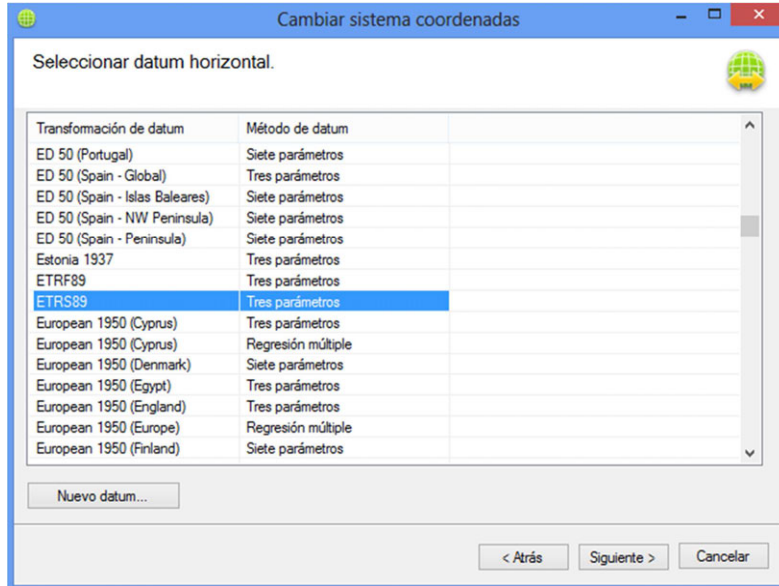 Cambiar sistema coordenadas
Seleccionar datum horizontal.
Transformación de datum Método de datum
ED 50 (Portugal) Siete parámetros
ED 50 (Spain - Global) Tres parámetros
ED 50 (Spain - Islas Baleares) Siete parámetros
ED 50 (Spain - NW Peninsula) Siete parámetros
ED 50 (Spain - Peninsula) Siete parámetros
Estonia 1937 Tres parámetros
ETRF89 Tres parámetros
ETRS89 Tres parámetros
European 1950 (Cyprus) Tres parámetros
European 1950 (Cyprus) Regresión múltiple
European 1950 (Denmark) Siete parámetros
European 1950 (Egypt) Tres parámetros
European 1950 (England) Tres parámetros
European 1950 (Europe) Regresión múltiple
European 1950 (Finland) Siete parámetros
Nuevo datum...
< Atrás Siguiente > Cancelar